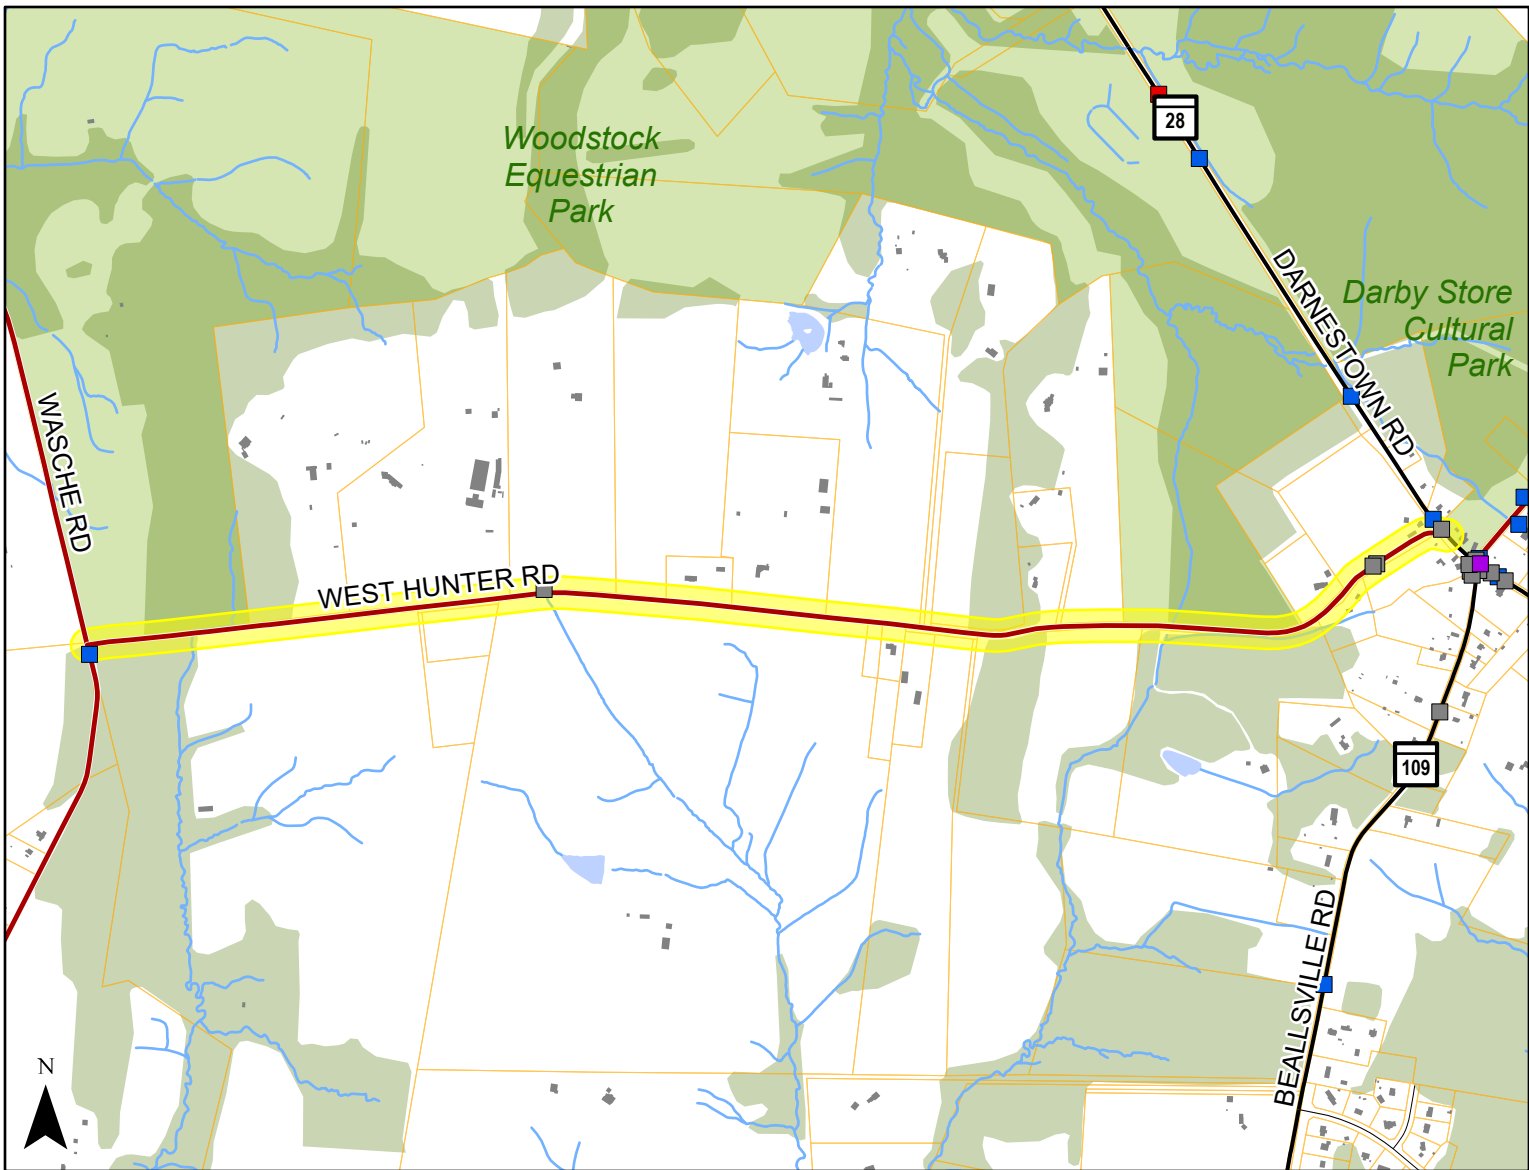 Woodstock
Equestrian
Park
28
DARNESTOWN RD
Darby Store
Cultural
Park
WASCHE RD
WEST HUNTER RD
109
BEALLSVILLE RD
N